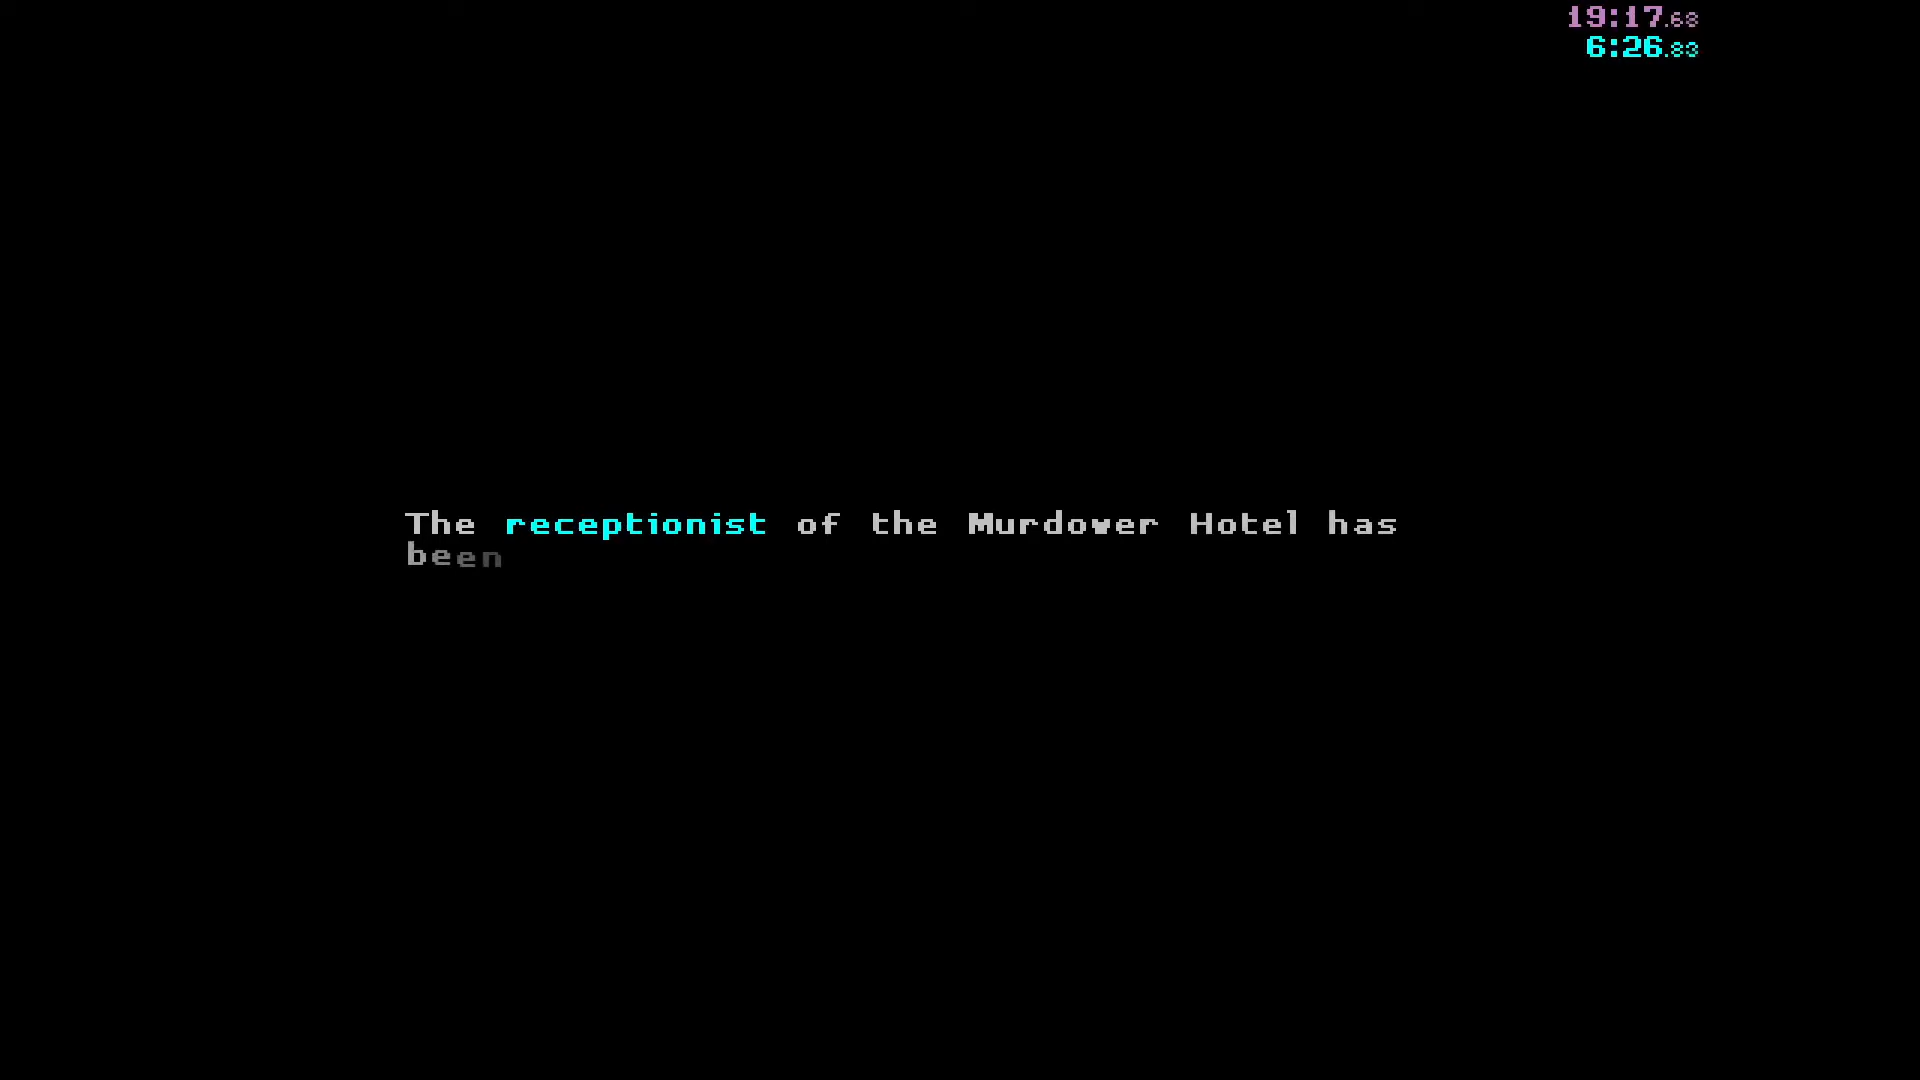 19:17.68
6:26.83
The receptionist of the Murdower Hotel has
been